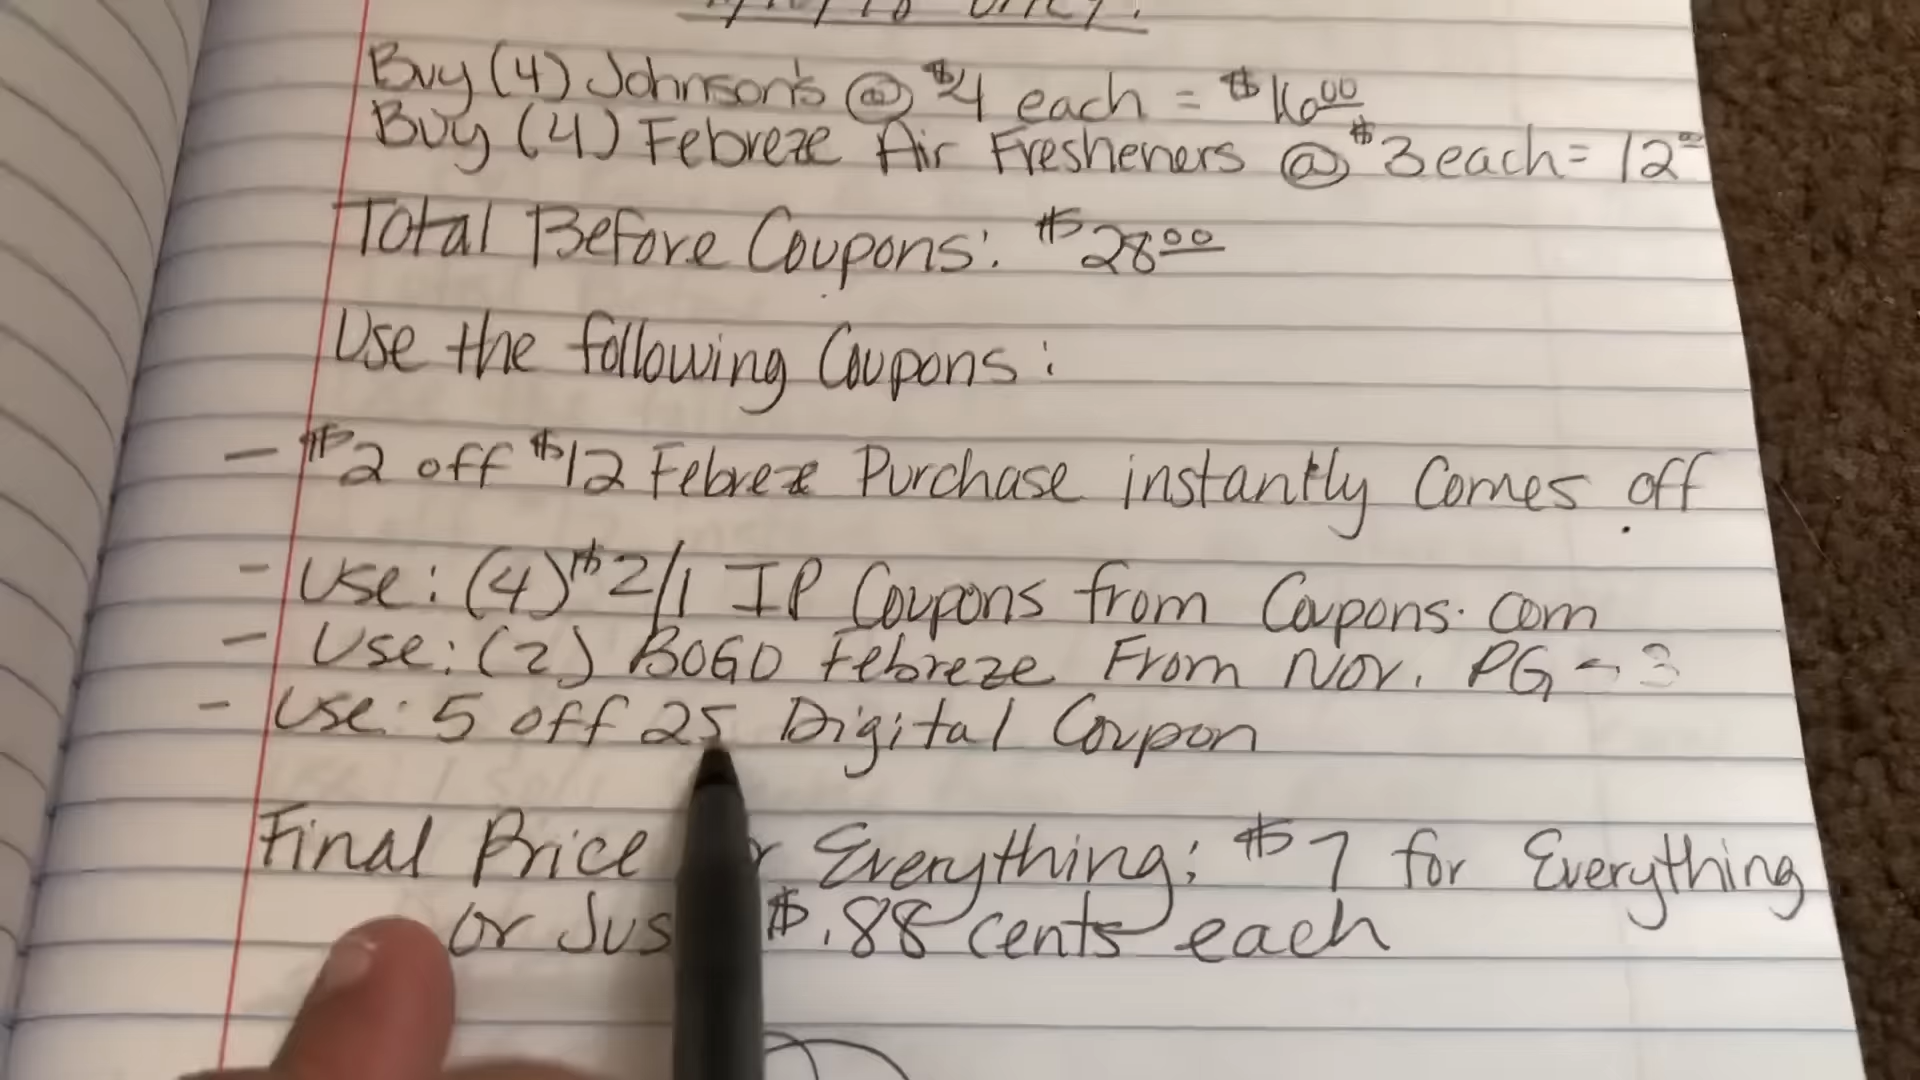 Only!
Buy (4) Johnson's @ $4 each = $16.00
Buy (4) Febreze Air Fresheners @ $3 each = 12.00
Total Before Coupons: $28.00
Use the following Coupons:
- $2 off $12 Febreze Purchase instantly Comes off
- Use: (4) $2/1 IP Coupons from Coupons.com
- Use: (2) BOGO Febreze From Nov. PG - 3
- Use: 5 off 25 Digital Coupon
Final Price Everything: $7 for Everything
or $.88 cents each